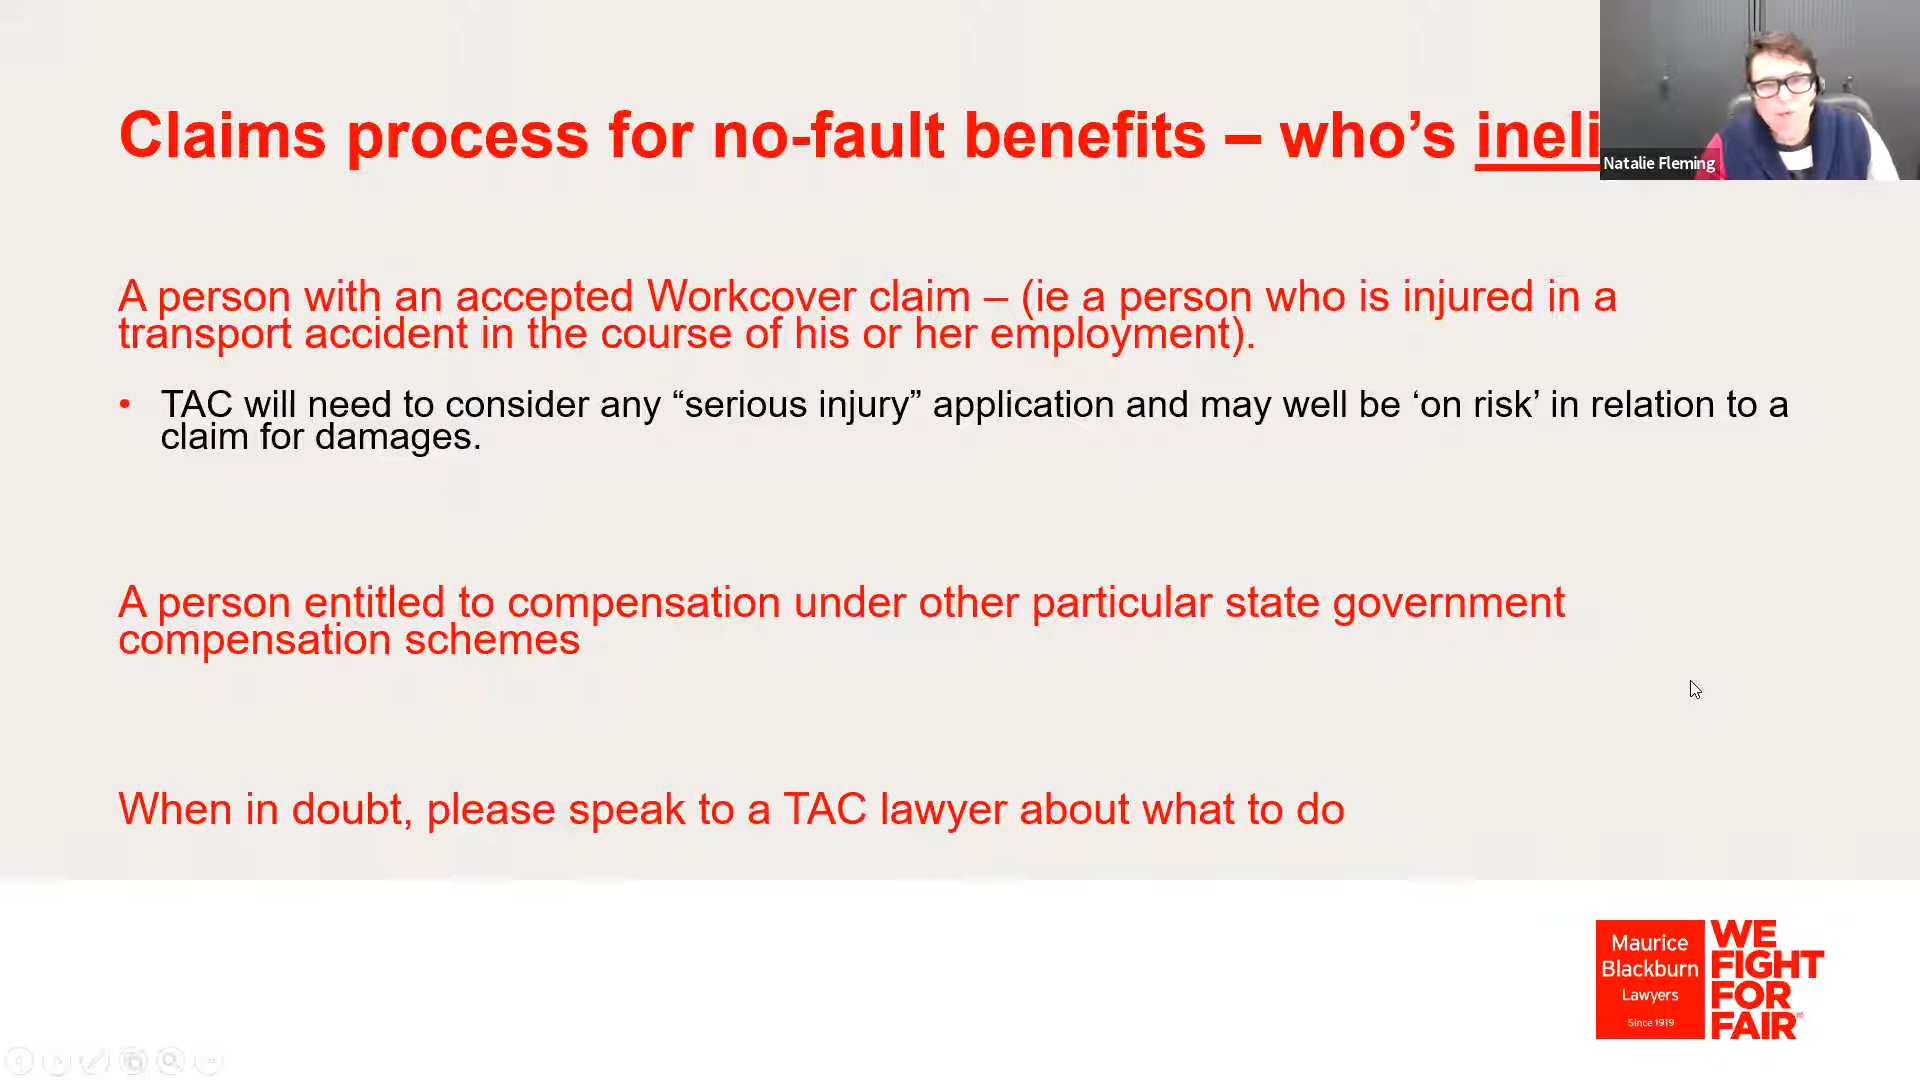 Claims process for no-fault benefits – who’s ineli
Natalie Fleming
A person with an accepted Workcover claim – (ie a person who is injured in a
transport accident in the course of his or her employment).
• TAC will need to consider any “serious injury” application and may well be ‘on risk’ in relation to a
claim for damages.
A person entitled to compensation under other particular state government
compensation schemes
When in doubt, please speak to a TAC lawyer about what to do
Maurice
Blackburn
Lawyers
Since 1919
WE
FIGHT
FOR
FAIR®